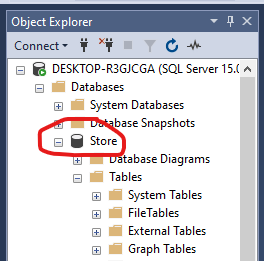 Object Explorer
Connect
DESKTOP-R3GJCGA (SQL Server 15.0
Databases
System Databases
Database Snapshots
Store
Database Diagrams
Tables
System Tables
FileTables
External Tables
Graph Tables